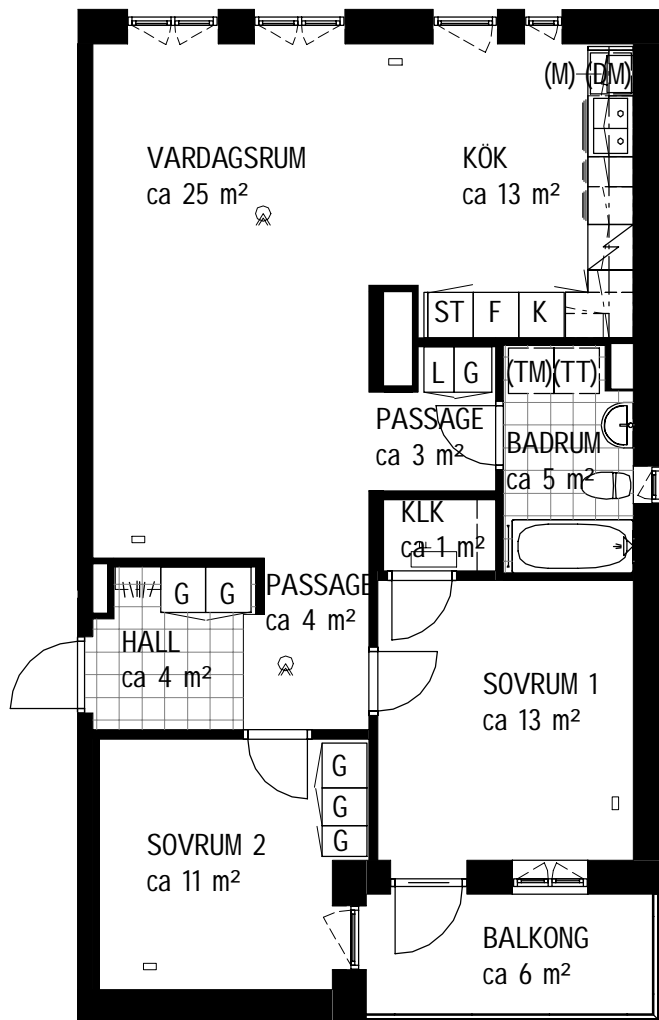 (M) (DM)
VARDAGSRUM
ca 25 m²
KÖK
ca 13 m²
ST F K
L G
(TM) (TT)
PASSAGE
ca 3 m²
BADRUM
ca 5 m²
KLK
ca 1 m²
G G
PASSAGE
ca 4 m²
HALL
ca 4 m²
SOVRUM 1
ca 13 m²
G
G
G
SOVRUM 2
ca 11 m²
BALKONG
ca 6 m²